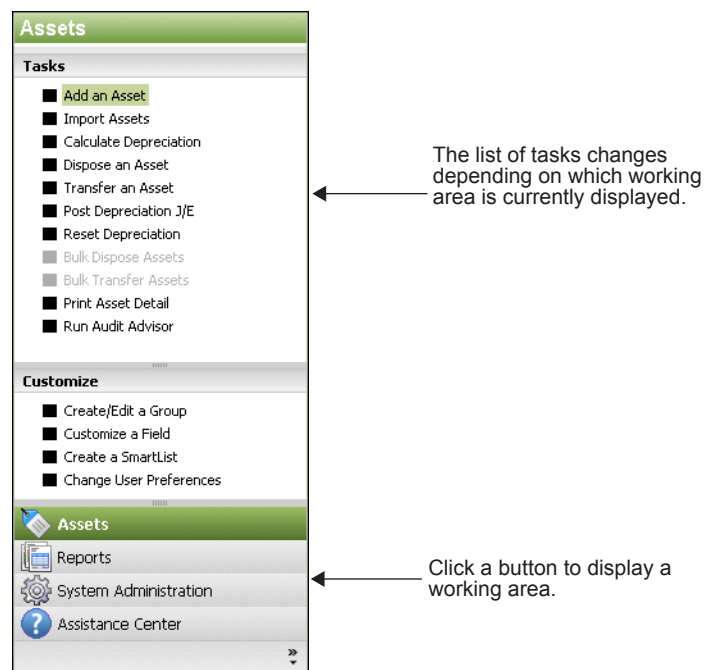 Assets
Tasks
Add an Asset
Import Assets
Calculate Depreciation
Dispose an Asset
Transfer an Asset
Post Depreciation J/E
Reset Depreciation
Bulk Dispose Assets
Bulk Transfer Assets
Print Asset Detail
Run Audit Advisor
The list of tasks changes
depending on which working
area is currently displayed.
Customize
Create/Edit a Group
Customize a Field
Create a SmartList
Change User Preferences
Assets
Reports
System Administration
Assistance Center
Click a button to display a
working area.